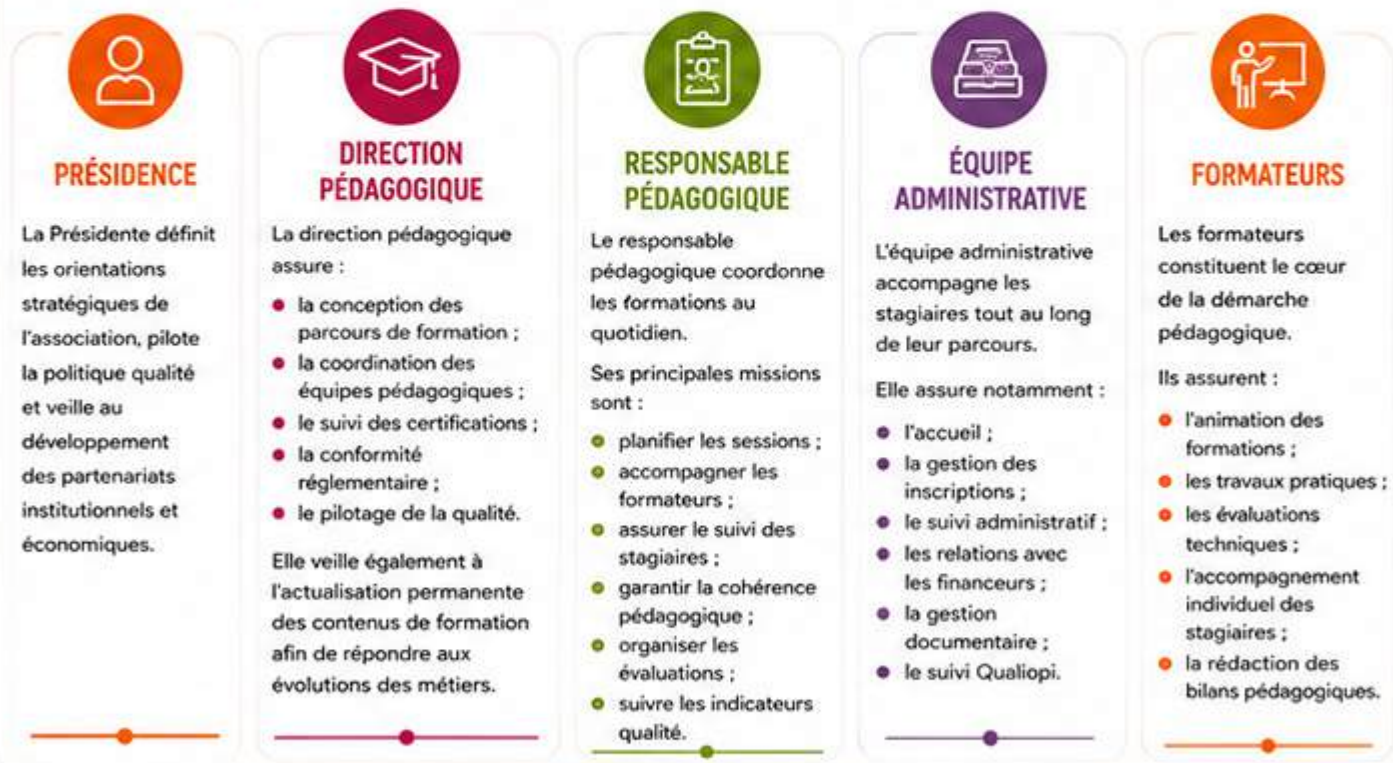 PRÉSIDENCE
La Présidente définit
les orientations
stratégiques de
l'association, pilote
la politique qualité
et veille au
développement
des partenariats
institutionnels et
économiques.
DIRECTION
PÉDAGOGIQUE
La direction pédagogique
assure :
la conception des
parcours de formation ;
la coordination des
équipes pédagogiques ;
le suivi des certifications ;
la conformité
réglementaire ;
le pilotage de la qualité.
Elle veille également à
l'actualisation permanente
des contenus de formation
afin de répondre aux
évolutions des métiers.
RESPONSABLE
PÉDAGOGIQUE
Le responsable
pédagogique coordonne
les formations au
quotidien.
Ses principales missions
sont :
planifier les sessions ;
accompagner les
formateurs ;
assurer le suivi des
stagiaires ;
garantir la cohérence
pédagogique ;
organiser les
évaluations ;
suivre les indicateurs
qualité.
ÉQUIPE
ADMINISTRATIVE
L'équipe administrative
accompagne les
stagiaires tout au long
de leur parcours.
Elle assure notamment :
l'accueil ;
la gestion des
inscriptions ;
le suivi administratif ;
les relations avec
les financeurs ;
la gestion
documentaire ;
le suivi Qualiopi.
FORMATEURS
Les formateurs
constituent le cœur
de la démarche
pédagogique.
Ils assurent :
l'animation des
formations ;
les travaux pratiques ;
les évaluations
techniques ;
l'accompagnement
individuel des
stagiaires ;
la rédaction des
bilans pédagogiques.